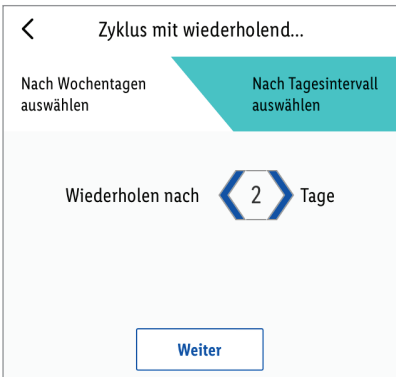 Zyklus mit wiederholend...
Nach Wochentagen
auswählen
Nach Tagesintervall
auswählen
Wiederholen nach 2 Tage
Weiter